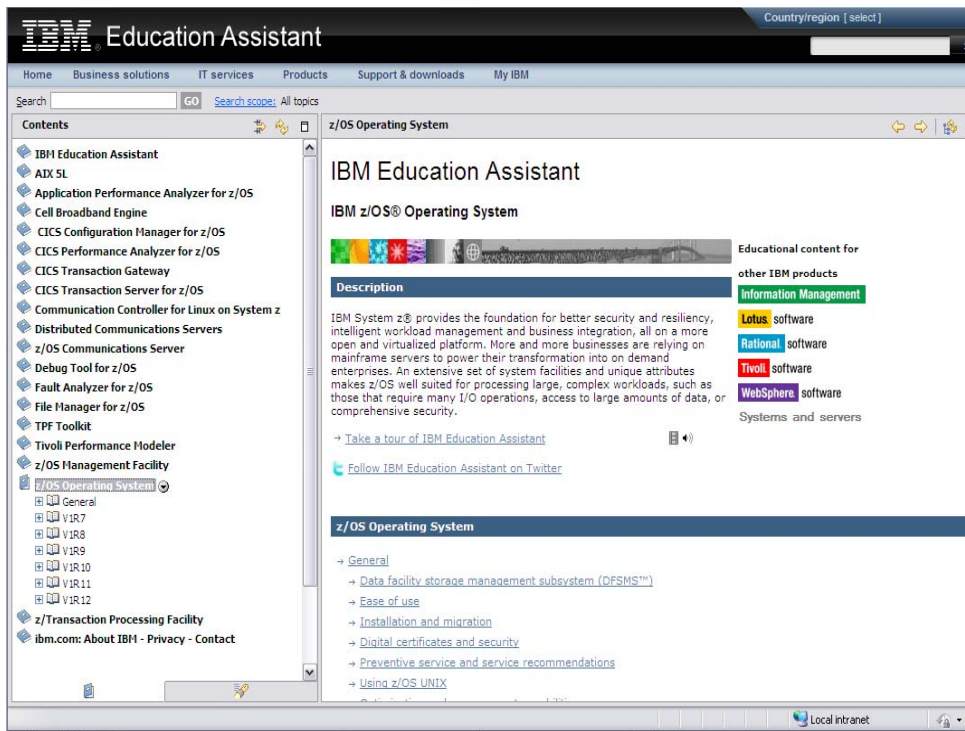 Country/region [ select ]
IBM® Education Assistant
Home Business solutions IT services Products Support & downloads My IBM
Search GO Search scope: All topics
Contents
IBM Education Assistant
AIX 5L
Application Performance Analyzer for z/OS
Cell Broadband Engine
CICS Configuration Manager for z/OS
CICS Performance Analyzer for z/OS
CICS Transaction Gateway
CICS Transaction Server for z/OS
Communication Controller for Linux on System z
Distributed Communications Servers
z/OS Communications Server
Debug Tool for z/OS
Fault Analyzer for z/OS
File Manager for z/OS
TPF Toolkit
Tivoli Performance Modeler
z/OS Management Facility
z/OS Operating System
General
V1R7
V1R8
V1R9
V1R10
V1R11
V1R12
z/Transaction Processing Facility
ibm.com: About IBM - Privacy - Contact
z/OS Operating System
IBM Education Assistant
IBM z/OS® Operating System
Description
IBM System z® provides the foundation for better security and resiliency,
intelligent workload management and business integration, all on a more
open and virtualized platform. More and more businesses are relying on
mainframe servers to power their transformation into on demand
enterprises. An extensive set of system facilities and unique attributes
makes z/OS well suited for processing large, complex workloads, such as
those that require many I/O operations, access to large amounts of data, or
comprehensive security.
→ Take a tour of IBM Education Assistant
Follow IBM Education Assistant on Twitter
Educational content for
other IBM products
Information Management
Lotus. software
Rational. software
Tivoli. software
WebSphere. software
Systems and servers
z/OS Operating System
→ General
→ Data facility storage management subsystem (DFSMS™)
→ Ease of use
→ Installation and migration
→ Digital certificates and security
→ Preventive service and service recommendations
→ Using z/OS UNIX
Local intranet